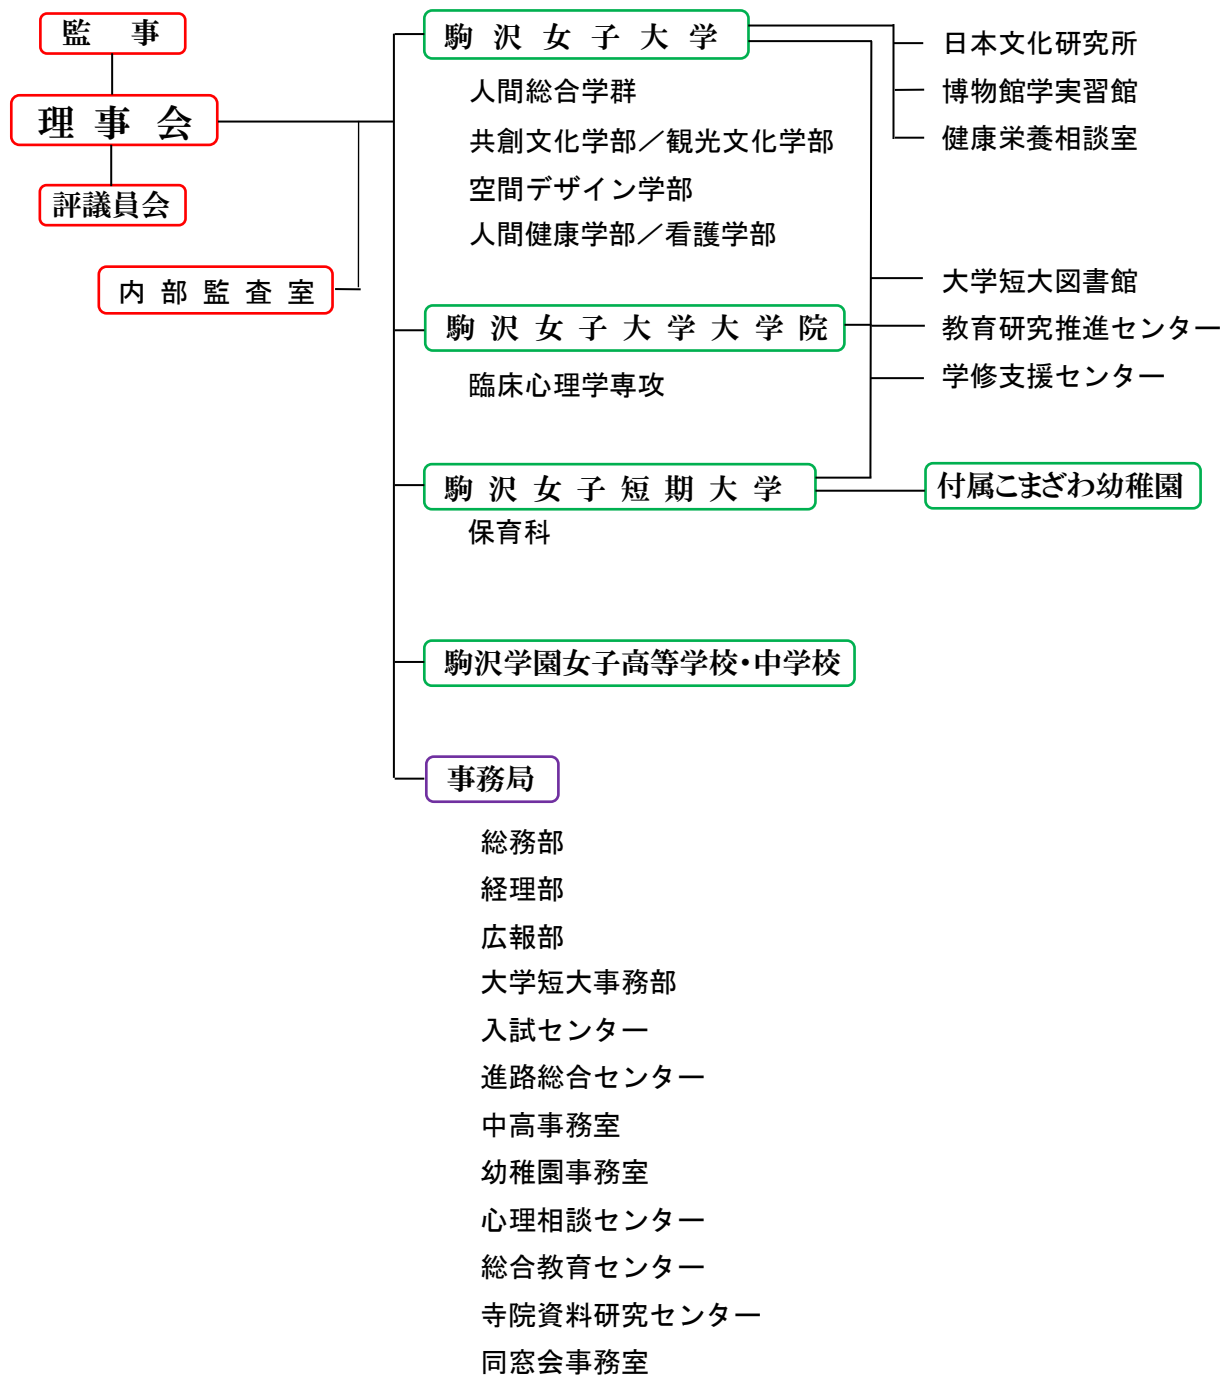 監事
理事会
評議員会
内部監査室
駒沢女子大学
人間総合学群
共創文化学部／観光文化学部
空間デザイン学部
人間健康学部／看護学部
日本文化研究所
博物館学実習館
健康栄養相談室
大学短大図書館
教育研究推進センター
学修支援センター
駒沢女子大学大学院
臨床心理学専攻
駒沢女子短期大学
保育科
付属こまざわ幼稚園
駒沢学園女子高等学校・中学校
事務局
総務部
経理部
広報部
大学短大事務部
入試センター
進路総合センター
中高事務室
幼稚園事務室
心理相談センター
総合教育センター
寺院資料研究センター
同窓会事務室